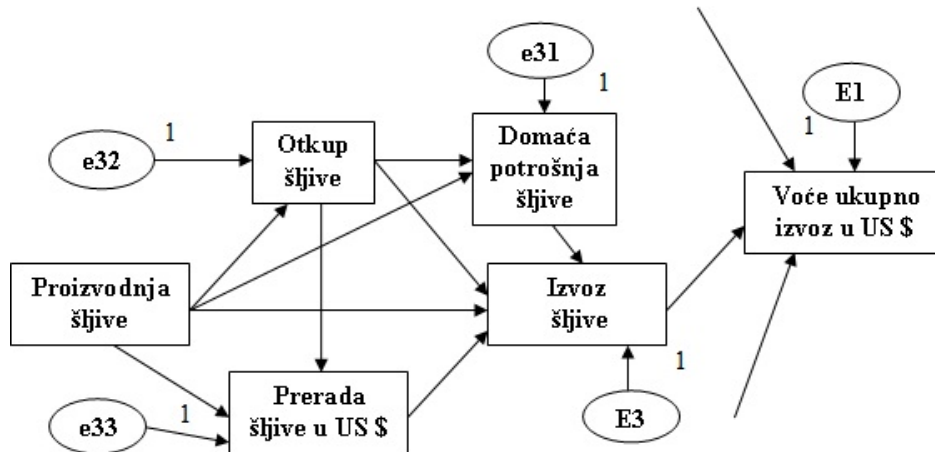 e31
1
E1
1
1
e32
Otkup
šljive
Domaća
potrošnja
šljive
Voće ukupno
izvoz u US $
Proizvodnja
šljive
Izvoz
šljive
1
E3
1
e33
Prerada
šljive u US $